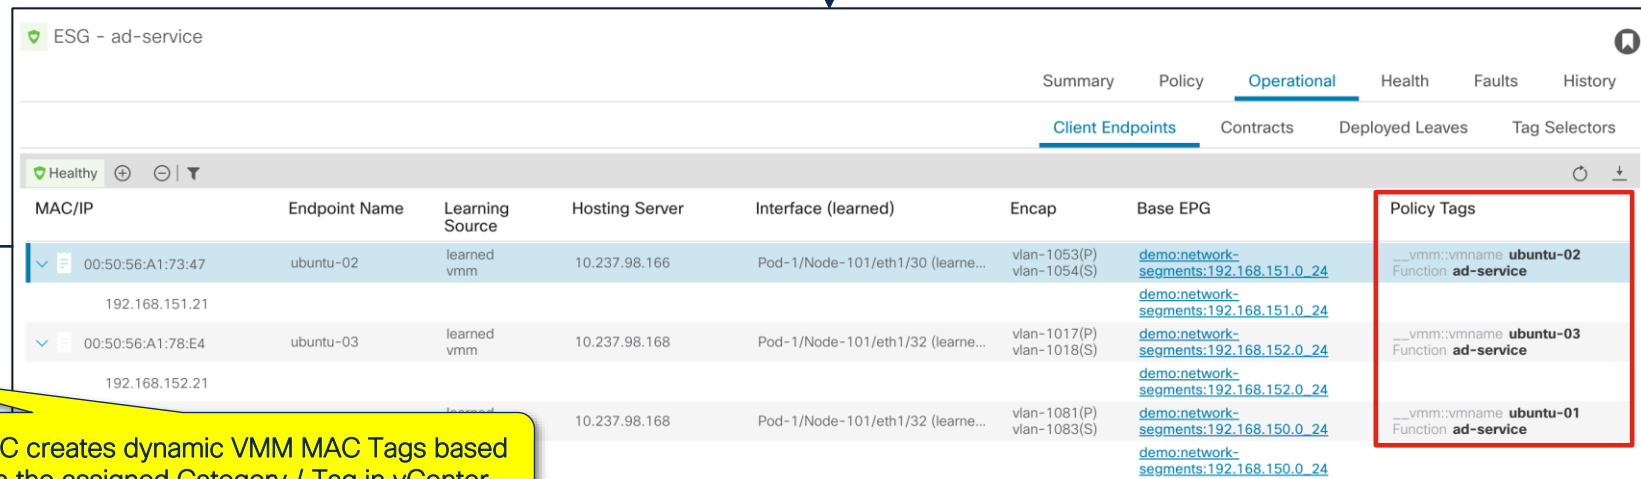 ESG - ad-service
Summary Policy Operational Health Faults History
Client Endpoints Contracts Deployed Leaves Tag Selectors
Healthy
MAC/IP Endpoint Name Learning Source Hosting Server Interface (learned) Encap Base EPG Policy Tags
00:50:56:A1:73:47 ubuntu-02 learned vmm 10.237.98.166 Pod-1/Node-101/eth1/30 (learne... vlan-1053(P) vlan-1054(S) demo:network-segments:192.168.151.0_24 __vmm::vmname ubuntu-02 Function ad-service
192.168.151.21 demo:network-segments:192.168.151.0_24
00:50:56:A1:78:E4 ubuntu-03 learned vmm 10.237.98.168 Pod-1/Node-101/eth1/32 (learne... vlan-1017(P) vlan-1018(S) demo:network-segments:192.168.152.0_24 __vmm::vmname ubuntu-03 Function ad-service
192.168.152.21 demo:network-segments:192.168.152.0_24
10.237.98.168 Pod-1/Node-101/eth1/32 (learne... vlan-1081(P) vlan-1083(S) demo:network-segments:192.168.150.0_24 __vmm::vmname ubuntu-01 Function ad-service
demo:network-segments:192.168.150.0_24
C creates dynamic VMM MAC Tags based
the assigned Category / Tag in vCenter